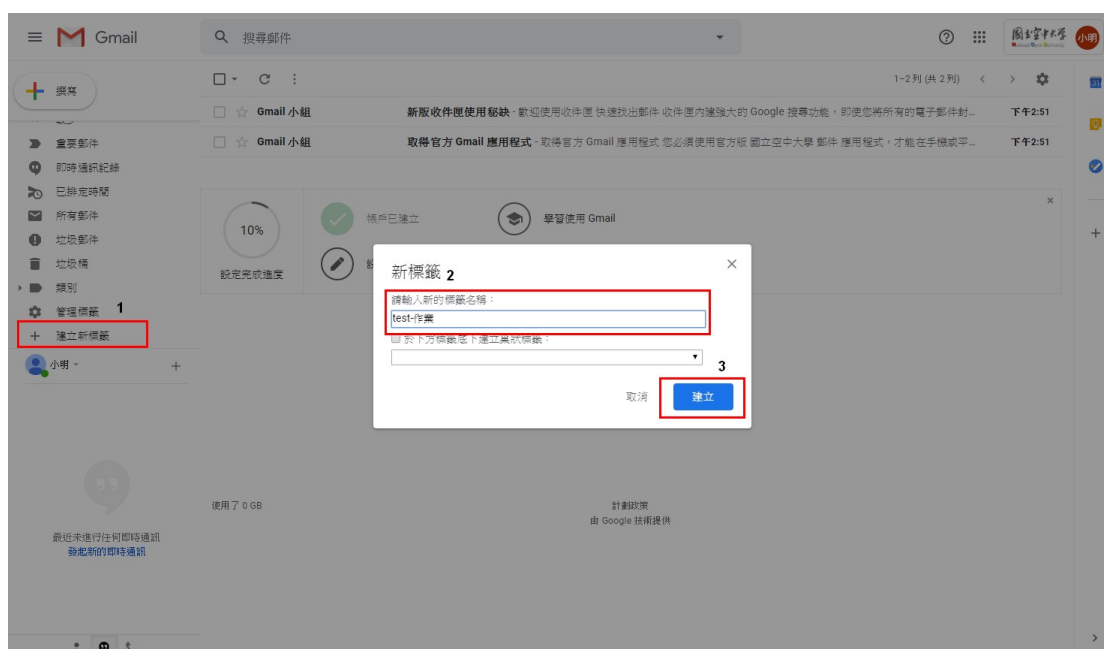 Gmail
搜尋郵件
國立空中大學
小明
撰寫
1-2 列 (共 2 列)
Gmail 小組 新版收件匣使用秘訣 - 歡迎使用收件匣 快速找出郵件 收件匣內建強大的 Google 搜尋功能，即使您將所有的電子郵件封... 下午2:51
重要郵件
Gmail 小組 取得官方 Gmail 應用程式 - 取得官方 Gmail 應用程式 您必須使用官方版 國立空中大學 郵件 應用程式，才能在手機或平... 下午2:51
即時通訊記錄
已排定時間
所有郵件
垃圾郵件
垃圾桶
類別
管理標籤 1
建立新標籤
小明
10%
設定完成進度
帳戶已建立
學習使用 Gmail
新標籤 2
請輸入新的標籤名稱：
test-作業
於下方標籤底下建立巢狀標籤：
3
取消 建立
使用了 0 GB
計劃政策
由 Google 技術提供
最近未進行任何即時通訊
發起新的即時通訊
31